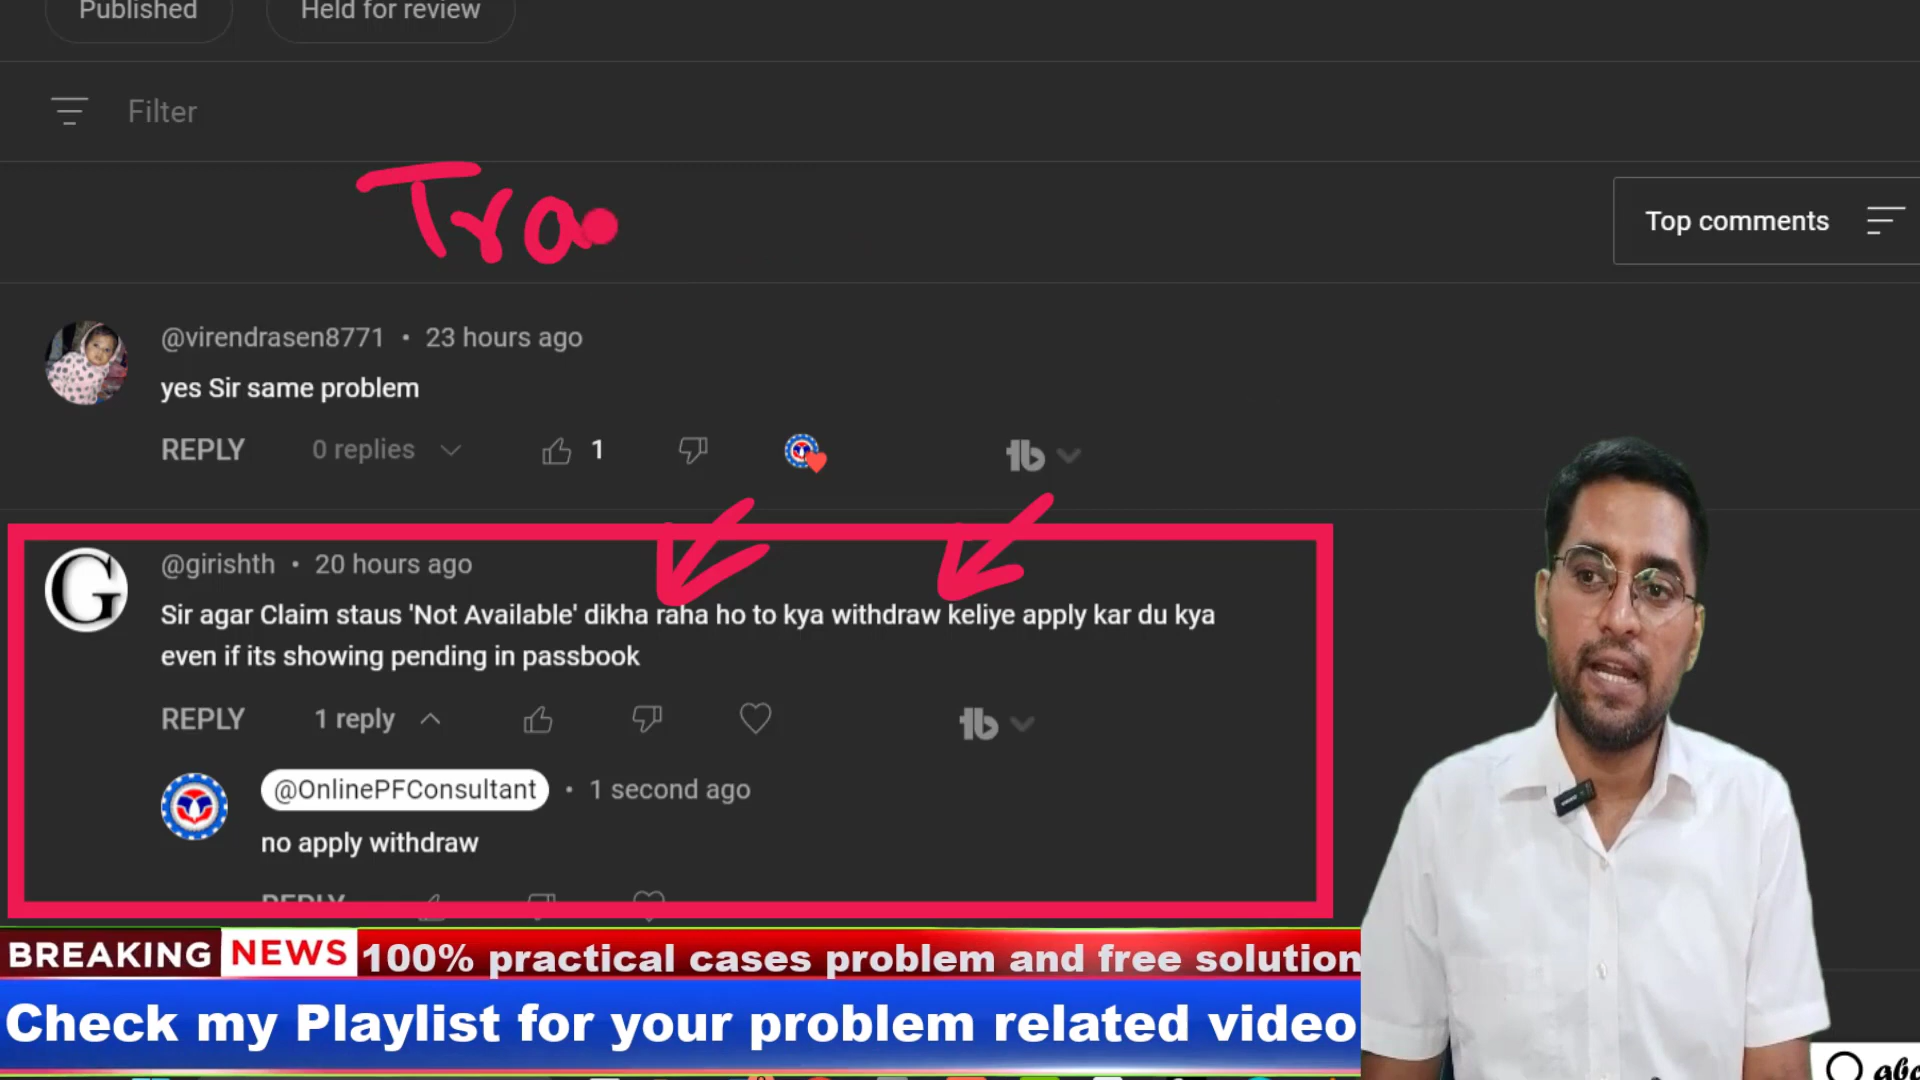 Published
Held for review
Filter
Tra
Top comments
@virendrasen8771 • 23 hours ago
yes Sir same problem
REPLY
0 replies
1
@girishth • 20 hours ago
Sir agar Claim staus 'Not Available' dikha raha ho to kya withdraw keliye apply kar du kya
even if its showing pending in passbook
REPLY
1 reply
@OnlinePFConsultant • 1 second ago
no apply withdraw
REPLY
BREAKING NEWS 100% practical cases problem and free solution
Check my Playlist for your problem related video